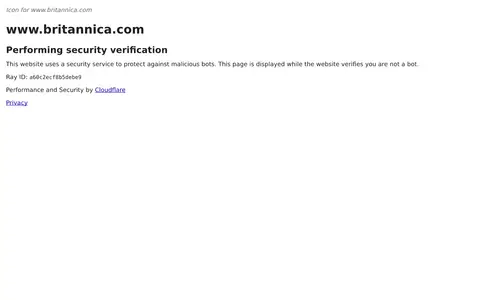 Icon for www.britannica.com
www.britannica.com
Performing security verification
This website uses a security service to protect against malicious bots. This page is displayed while the website verifies you are not a bot.
Ray ID: a60c2ecf8b5debe9
Performance and Security by Cloudflare
Privacy